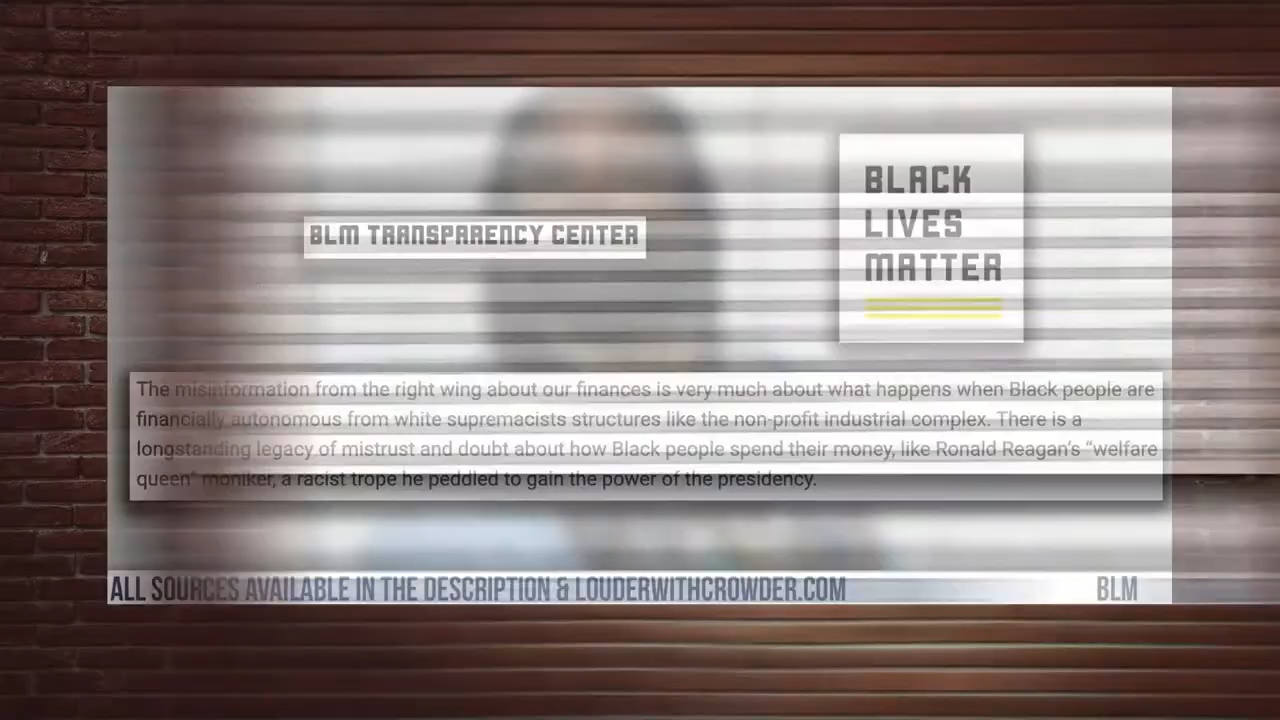 BLACK
LIVES
MATTER
BLM TRANSPARENCY CENTER
The misinformation from the right wing about our finances is very much about what happens when Black people are
financially autonomous from white supremacists structures like the non-profit industrial complex. There is a
longstanding legacy of mistrust and doubt about how Black people spend their money, like Ronald Reagan's “welfare
queen” moniker, a racist trope he peddled to gain the power of the presidency.
ALL SOURCES AVAILABLE IN THE DESCRIPTION & LOUDERWITHCROWDER.COM
BLM